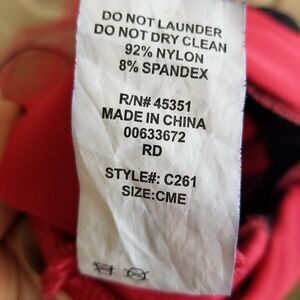 DO NOT LAUNDER
DO NOT DRY CLEAN
92% NYLON
8% SPANDEX
R/N# 45351
MADE IN CHINA
00633672
RD
STYLE#: C261
SIZE:CME